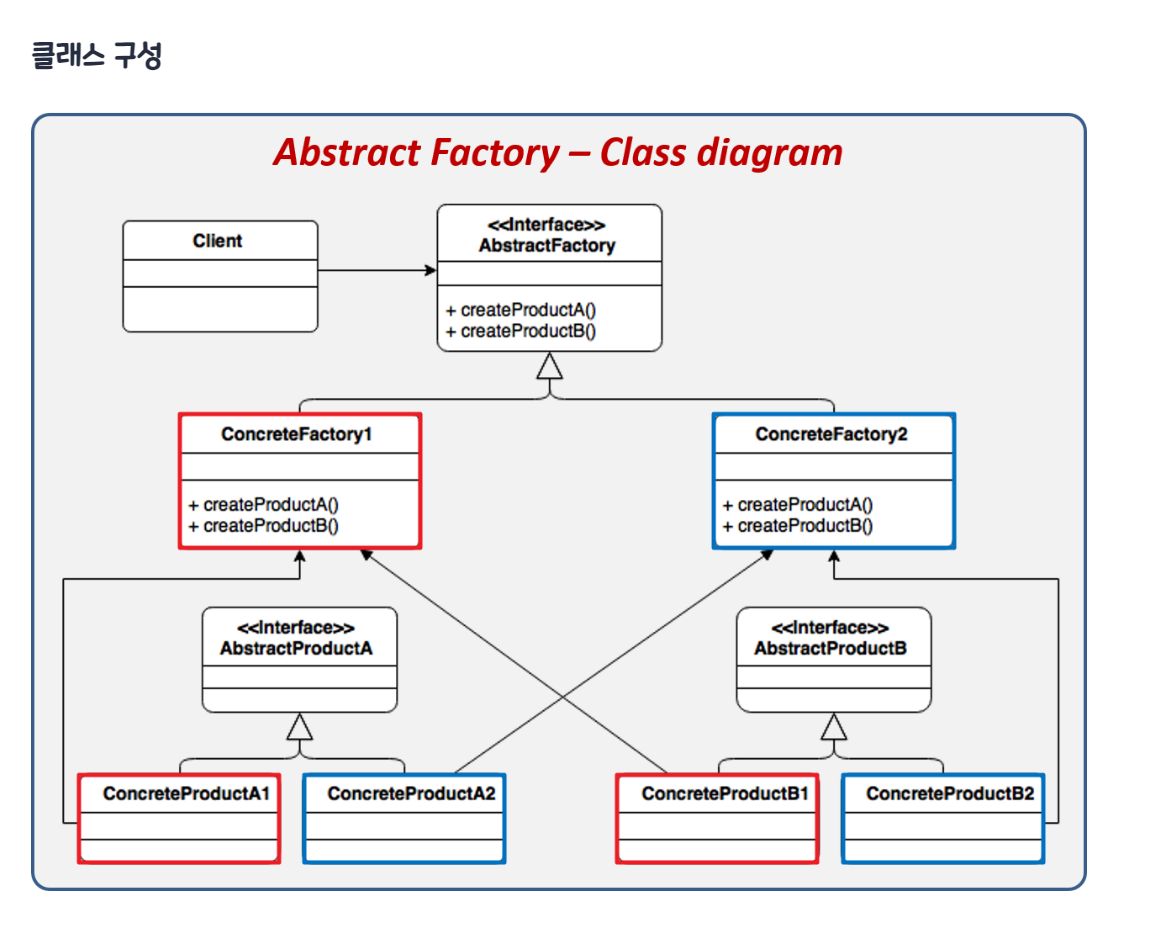 클래스 구성
Abstract Factory – Class diagram
Client
<<Interface>>
AbstractFactory
+ createProductA()
+ createProductB()
ConcreteFactory1
+ createProductA()
+ createProductB()
ConcreteFactory2
+ createProductA()
+ createProductB()
<<Interface>>
AbstractProductA
<<Interface>>
AbstractProductB
ConcreteProductA1
ConcreteProductA2
ConcreteProductB1
ConcreteProductB2